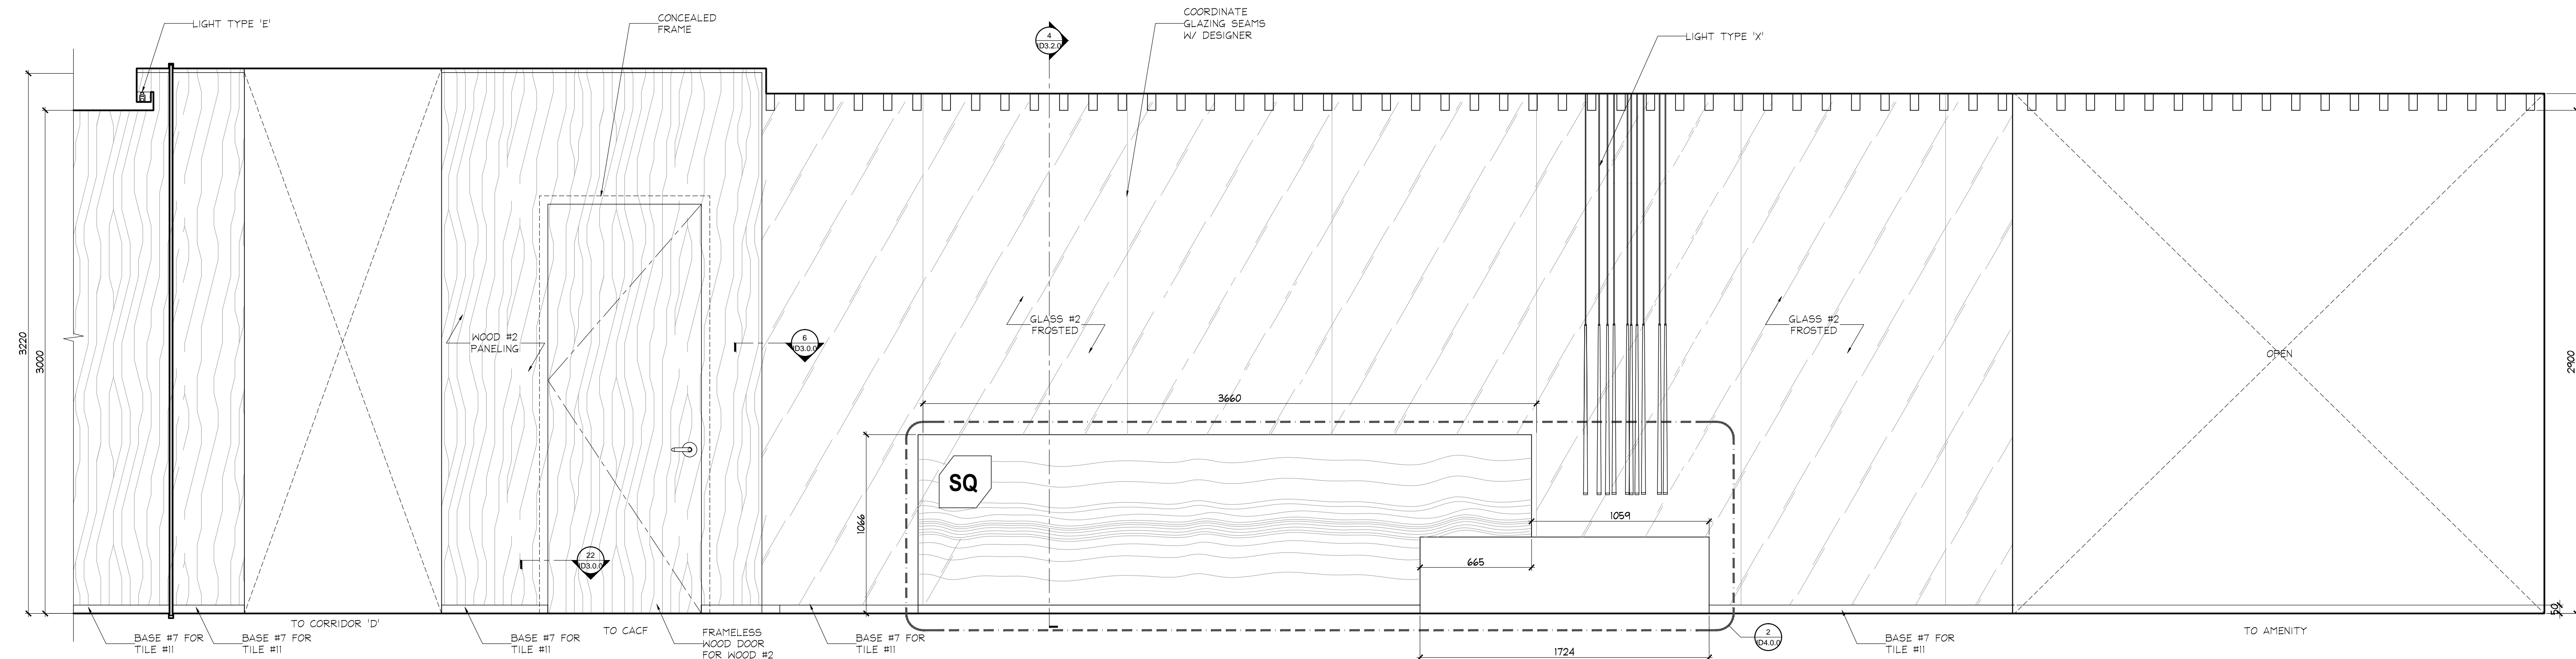 LIGHT TYPE 'E'
CONCEALED
FRAME
4
ID3.2.0
COORDINATE
GLAZING SEAMS
W/ DESIGNER
LIGHT TYPE 'X'
3220
3000
WOOD #2
PANELING
6
ID3.0.0
GLASS #2
FROSTED
GLASS #2
FROSTED
OPEN
2900
3660
SQ
1066
1059
665
22
ID3.0.0
50
TO CORRIDOR 'D'
TO CACF
BASE #7 FOR
TILE #11
BASE #7 FOR
TILE #11
BASE #7 FOR
TILE #11
FRAMELESS
WOOD DOOR
FOR WOOD #2
BASE #7 FOR
TILE #11
1724
2
ID4.0.0
BASE #7 FOR
TILE #11
TO AMENITY